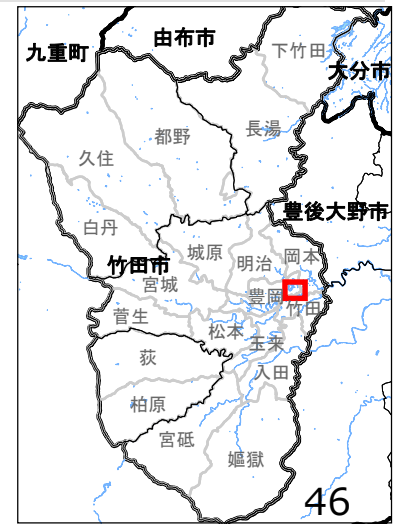 由布市
九重町
下竹田
大分市
長湯
都野
久住
豊後大野市
白丹
城原
岡本
明治
竹田市
宮城
豊岡
竹田
菅生
松本
玉来
荻
入田
柏原
宮砥
嫗獄
46